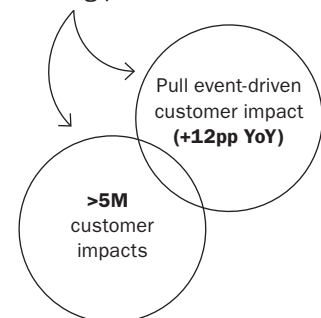 Pull event-driven
customer impact
(+12pp YoY)
>5M
customer
impacts